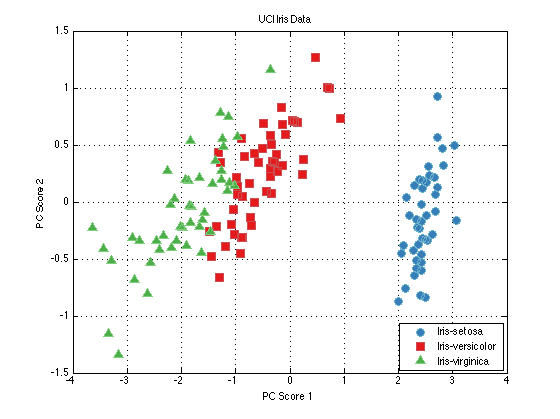 UCI Iris Data
1.5
1
0.5
0
-0.5
-1
-1.5
PC Score 2
-4 -3 -2 -1 0 1 2 3 4
PC Score 1
Iris-setosa
Iris-versicolor
Iris-virginica